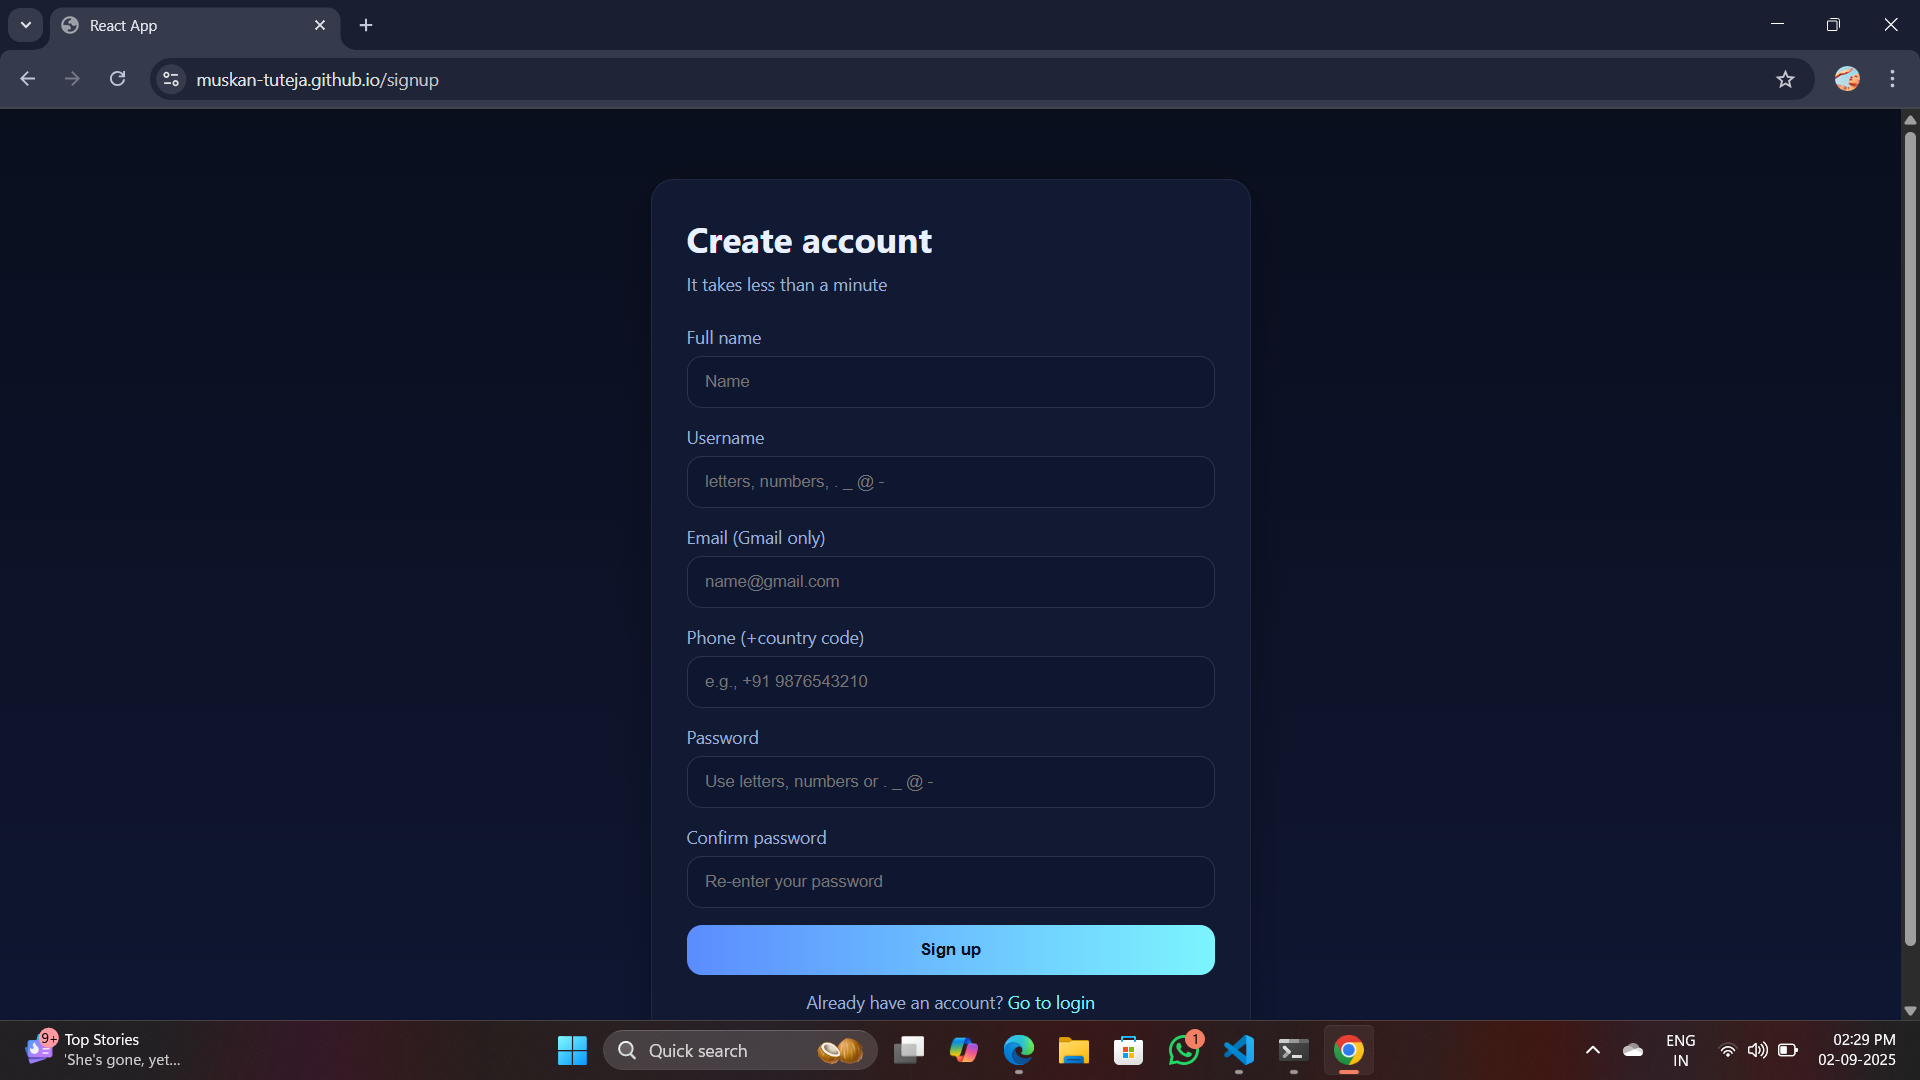 React App
muskan-tuteja.github.io/signup
Create account
It takes less than a minute
Full name
Name
Username
letters, numbers, . _ @ -
Email (Gmail only)
name@gmail.com
Phone (+country code)
e.g., +91 9876543210
Password
Use letters, numbers or . _ @ -
Confirm password
Re-enter your password
Sign up
Already have an account? Go to login
9+
Top Stories
'She's gone, yet...
Quick search
1
ENG
IN
02:29 PM
02-09-2025